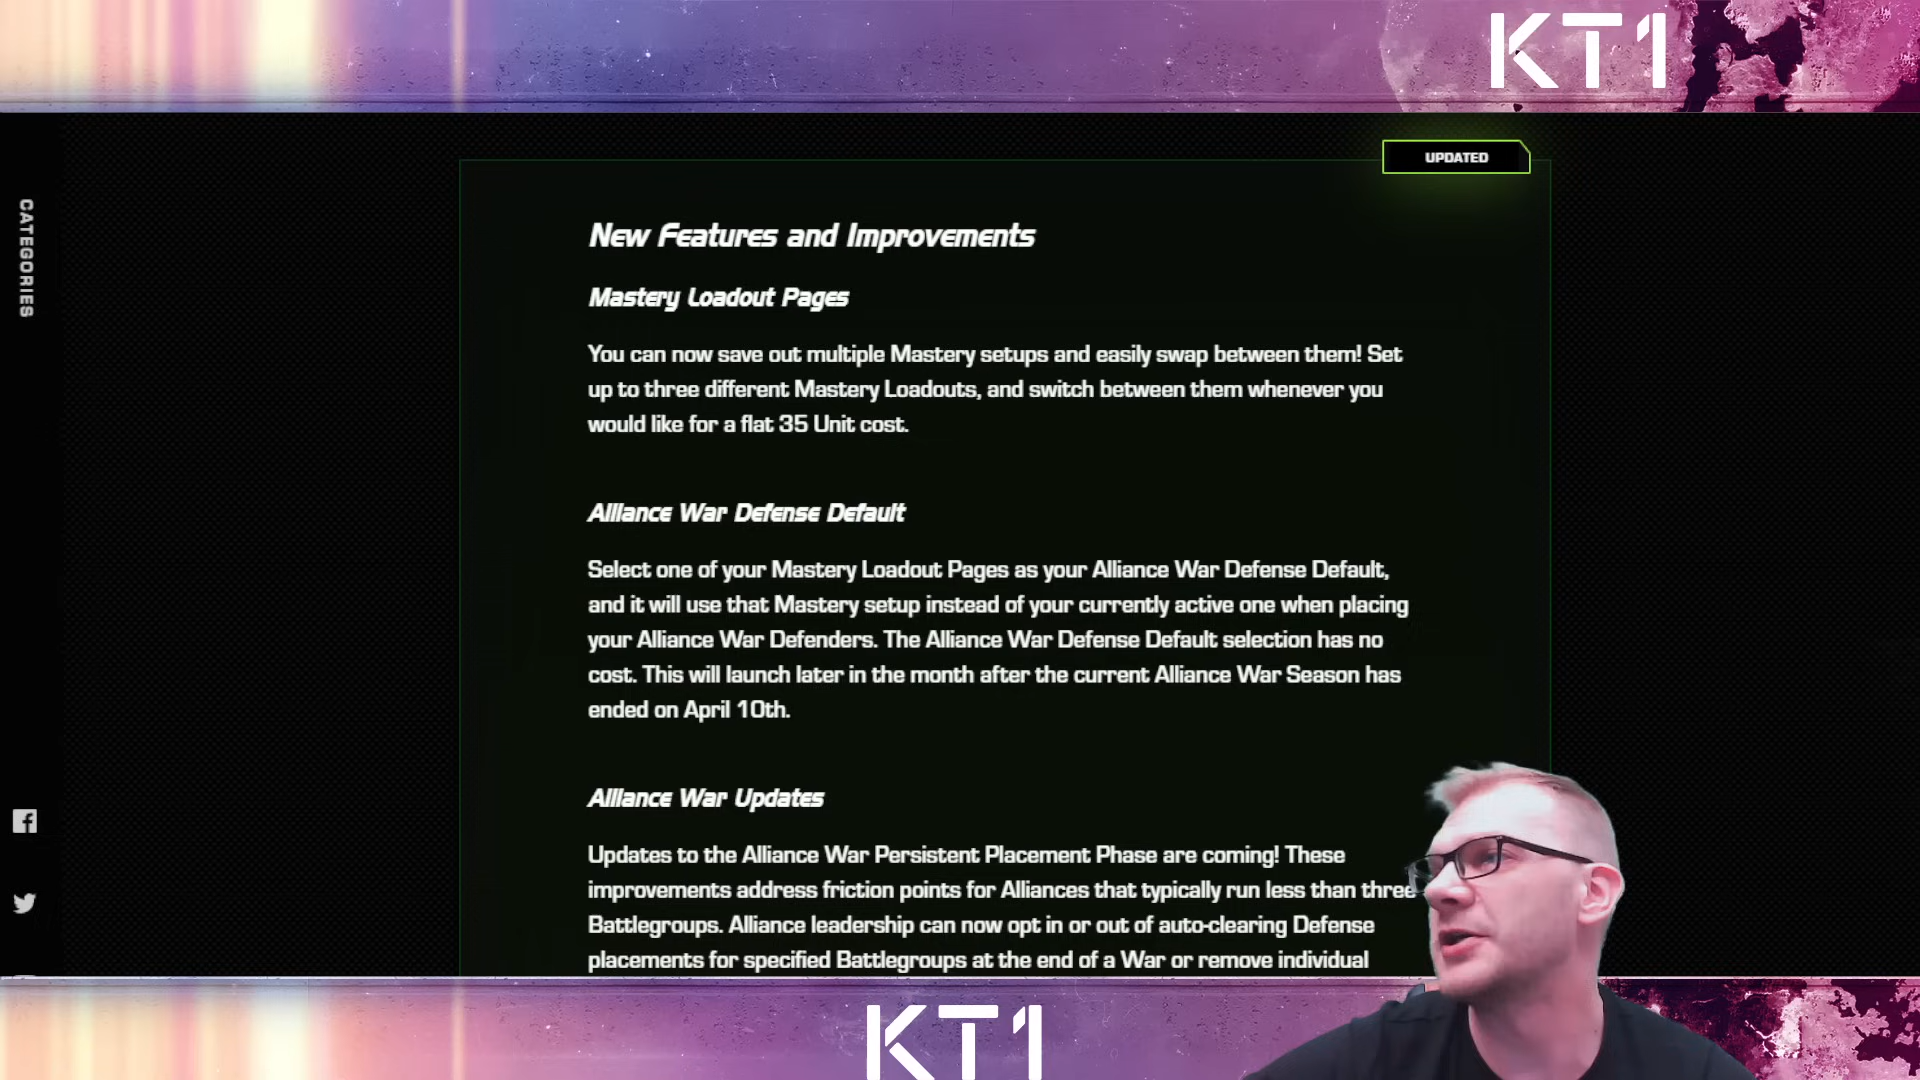 KT1
UPDATED
CATEGORIES
New Features and Improvements
Mastery Loadout Pages
You can now save out multiple Mastery setups and easily swap between them! Set
up to three different Mastery Loadouts, and switch between them whenever you
would like for a flat 35 Unit cost.
Alliance War Defense Default
Select one of your Mastery Loadout Pages as your Alliance War Defense Default,
and it will use that Mastery setup instead of your currently active one when placing
your Alliance War Defenders. The Alliance War Defense Default selection has no
cost. This will launch later in the month after the current Alliance War Season has
ended on April 10th.
Alliance War Updates
Updates to the Alliance War Persistent Placement Phase are coming! These
improvements address friction points for Alliances that typically run less than three
Battlegroups. Alliance leadership can now opt in or out of auto-clearing Defense
placements for specified Battlegroups at the end of a War or remove individual
KT1